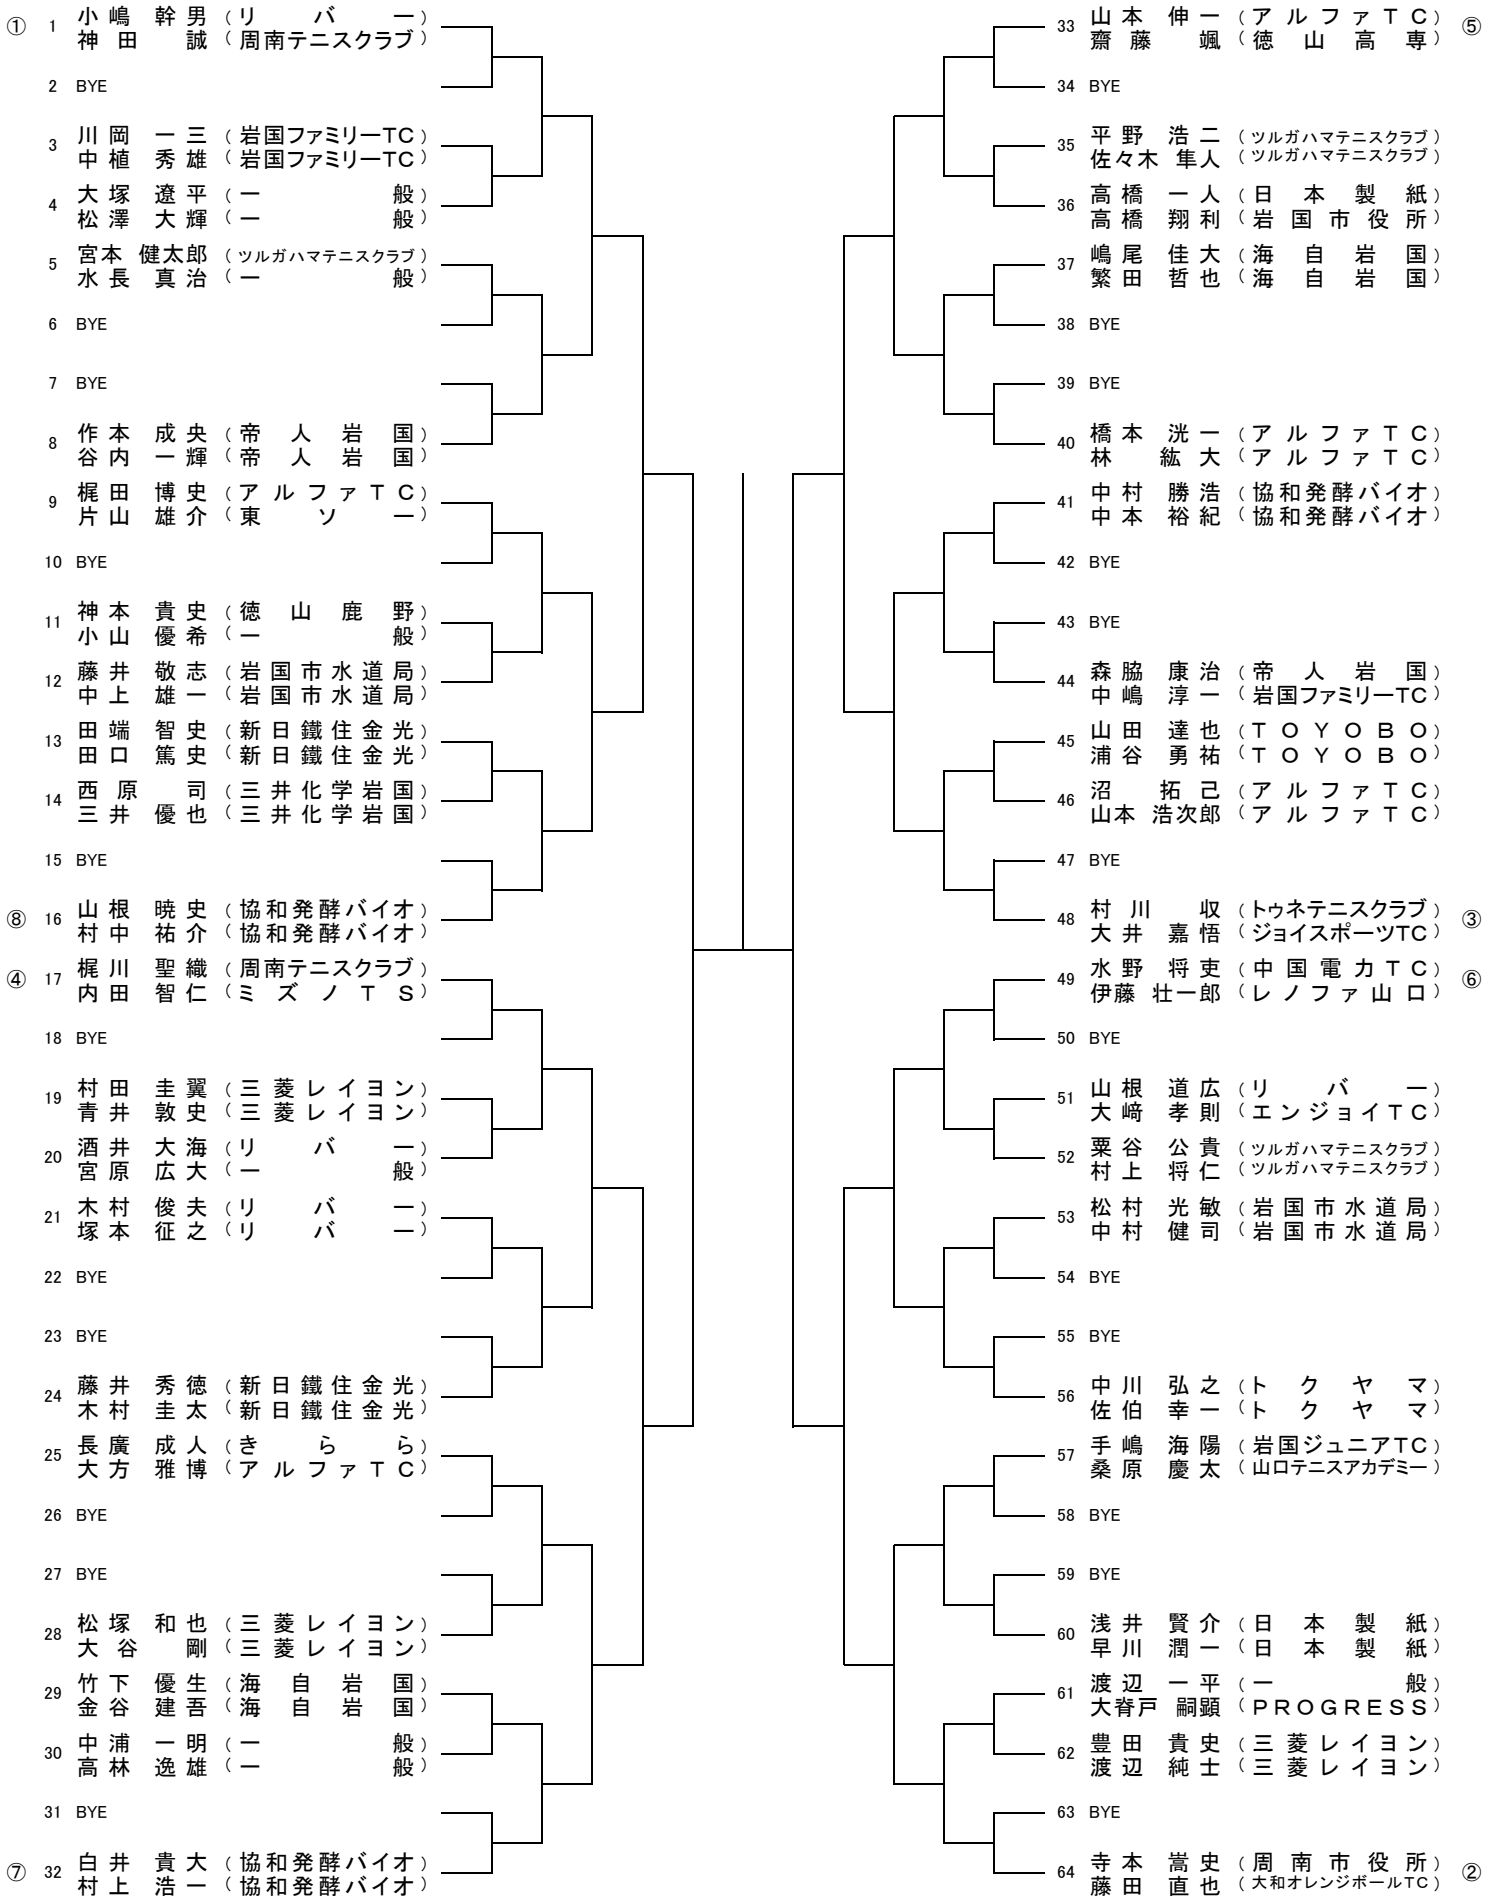 ① 1 小嶋 幹男 (リバー)
神田 誠 (周南テニスクラブ)
2 BYE
3 川岡 一三 (岩国ファミリーTC)
中植 秀雄 (岩国ファミリーTC)
4 大塚 遼平 (一般)
松澤 大輝 (一般)
5 宮本 健太郎 (ツルガハマテニスクラブ)
水長 真治 (一般)
6 BYE
7 BYE
8 作本 成央 (帝人岩国)
谷内 一輝 (帝人岩国)
9 梶田 博史 (アルファTC)
片山 雄介 (東ソー)
10 BYE
11 神本 貴史 (徳山鹿野)
小山 優希 (一般)
12 藤井 敬志 (岩国市水道局)
中上 雄一 (岩国市水道局)
13 田端 智史 (新日鐵住金光)
田口 篤史 (新日鐵住金光)
14 西原 司 (三井化学岩国)
三井 優也 (三井化学岩国)
15 BYE
⑧ 16 山根 暁史 (協和発酵バイオ)
村中 祐介 (協和発酵バイオ)
④ 17 梶川 聖織 (周南テニスクラブ)
内田 智仁 (ミズノTS)
18 BYE
19 村田 圭翼 (三菱レイヨン)
青井 敦史 (三菱レイヨン)
20 酒井 大海 (リバー)
宮原 広大 (一般)
21 木村 俊夫 (リバー)
塚本 征之 (リバー)
22 BYE
23 BYE
24 藤井 秀徳 (新日鐵住金光)
木村 圭太 (新日鐵住金光)
25 長廣 成人 (きらら)
大方 雅博 (アルファTC)
26 BYE
27 BYE
28 松塚 和也 (三菱レイヨン)
大谷 剛 (三菱レイヨン)
29 竹下 優生 (海自岩国)
金谷 建吾 (海自岩国)
30 中浦 一明 (一般)
高林 逸雄 (一般)
31 BYE
⑦ 32 白井 貴大 (協和発酵バイオ)
村上 浩一 (協和発酵バイオ)
33 山本 伸一 (アルファTC) ⑤
齋藤 颯 (徳山高専)
34 BYE
35 平野 浩二 (ツルガハマテニスクラブ)
佐々木 隼人 (ツルガハマテニスクラブ)
36 高橋 一人 (日本製紙)
高橋 翔利 (岩国市役所)
37 嶋尾 佳大 (海自岩国)
繁田 哲也 (海自岩国)
38 BYE
39 BYE
40 橋本 洸一 (アルファTC)
林 紘大 (アルファTC)
41 中村 勝浩 (協和発酵バイオ)
中本 裕紀 (協和発酵バイオ)
42 BYE
43 BYE
44 森脇 康治 (帝人岩国)
中嶋 淳一 (岩国ファミリーTC)
45 山田 達也 (TOYOBO)
浦谷 勇祐 (TOYOBO)
46 沼 拓己 (アルファTC)
山本 浩次郎 (アルファTC)
47 BYE
48 村川 収 (トゥネテニスクラブ) ③
大井 嘉悟 (ジョイスポーツTC)
49 水野 将吏 (中国電力TC) ⑥
伊藤 壮一郎 (レノファ山口)
50 BYE
51 山根 道広 (リバー)
大﨑 孝則 (エンジョイTC)
52 粟谷 公貴 (ツルガハマテニスクラブ)
村上 将仁 (ツルガハマテニスクラブ)
53 松村 光敏 (岩国市水道局)
中村 健司 (岩国市水道局)
54 BYE
55 BYE
56 中川 弘之 (トクヤマ)
佐伯 幸一 (トクヤマ)
57 手嶋 海陽 (岩国ジュニアTC)
桑原 慶太 (山口テニスアカデミー)
58 BYE
59 BYE
60 浅井 賢介 (日本製紙)
早川 潤一 (日本製紙)
61 渡辺 一平 (一般)
大脊戸 嗣顕 (PROGRESS)
62 豊田 貴史 (三菱レイヨン)
渡辺 純士 (三菱レイヨン)
63 BYE
64 寺本 嵩史 (周南市役所) ②
藤田 直也 (大和オレンジボールTC)